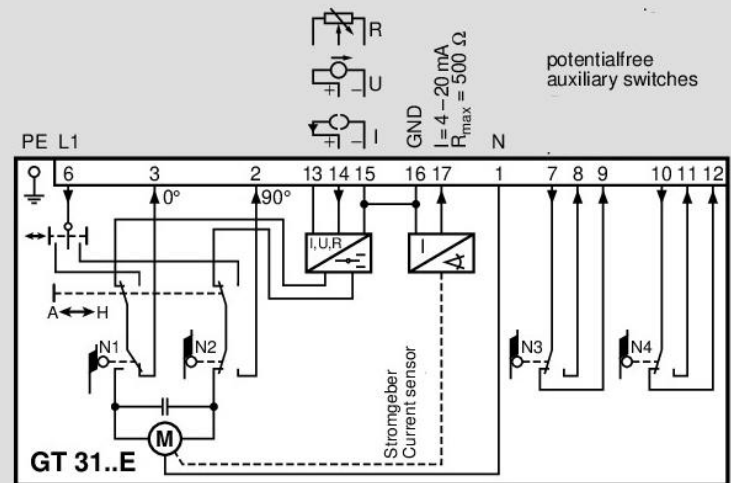 R
potentialfree
auxiliary switches
+ − U
+ − I
GND
I = 4 – 20 mA
Rmax = 500 Ω
PE L1
N
6 3 2 13 14 15 16 17 1 7 8 9 10 11 12
0° 90°
I,U,R
I
A H
N1 N2 N3 N4
Stromgeber
Current sensor
M
GT 31..E